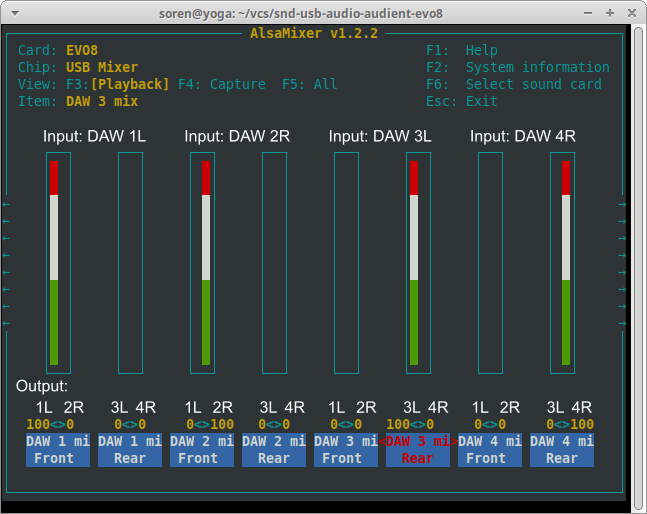 soren@yoga: ~/vcs/snd-usb-audio-audient-evo8
AlsaMixer v1.2.2
Card: EVO8 F1: Help
Chip: USB Mixer F2: System information
View: F3:[Playback] F4: Capture F5: All F6: Select sound card
Item: DAW 3 mix Esc: Exit
Input: DAW 1L Input: DAW 2R Input: DAW 3L Input: DAW 4R
Output:
1L 2R 3L 4R 1L 2R 3L 4R 1L 2R 3L 4R 1L 2R 3L 4R
100<>0 0<>0 0<>100 0<>0 0<>0 100<>0 0<>0 0<>100
DAW 1 mi DAW 1 mi DAW 2 mi DAW 2 mi DAW 3 mi<DAW 3 mi>DAW 4 mi DAW 4 mi
Front Rear Front Rear Front Rear Front Rear